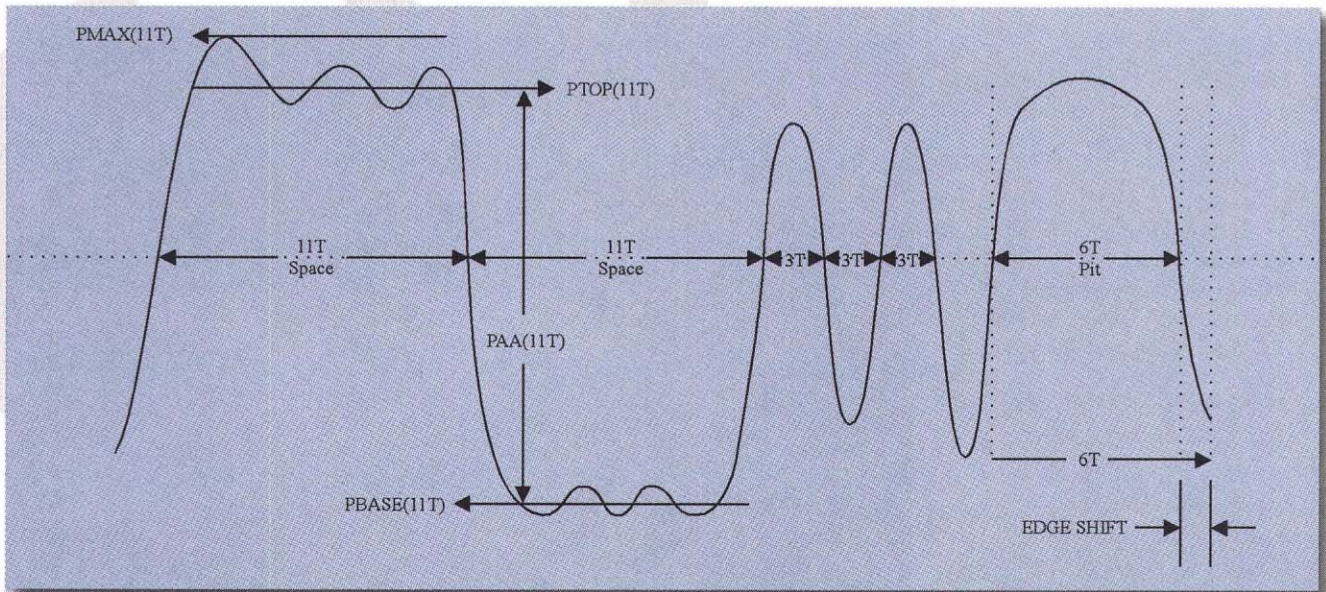 PMAX(11T)
PTOP(11T)
11T
Space
11T
Space
3T
3T
3T
6T
Pit
PAA(11T)
6T
PBASE(11T)
EDGE SHIFT